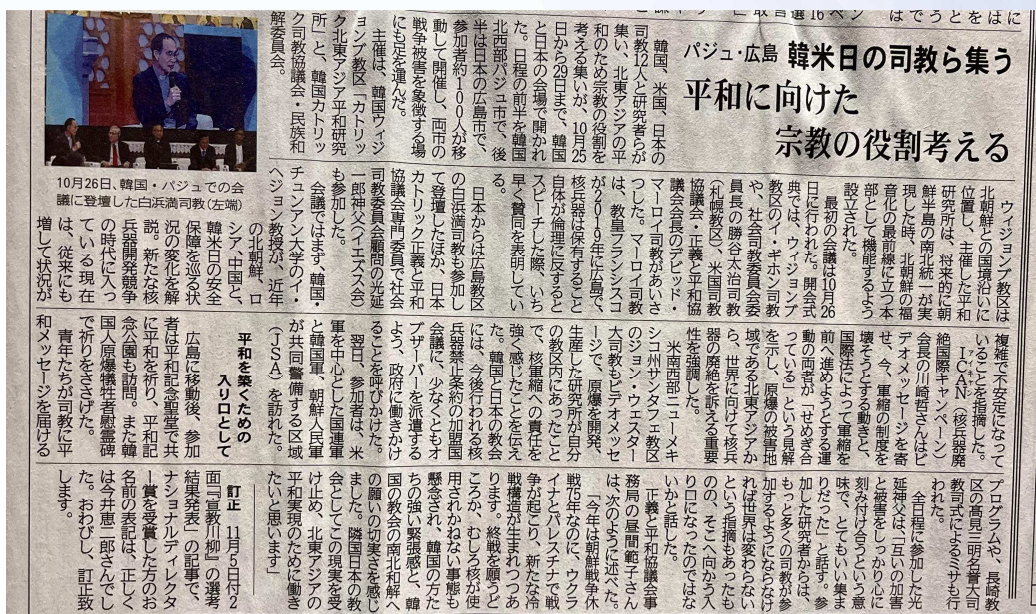 パジュ・広島 韓米日の司教ら集う
平和に向けた
宗教の役割考える
韓国、米国、日本の
司教12人と研究者らが
集い、北東アジアの平
和のため宗教の役割を
考える集いが、10月25
日から29日まで、韓国
と日本の会場で開かれ
た。日程の前半を韓国
北西部パジュ市で、後
半は日本の広島市で、
参加者約100人が移
動して開催し、両市の
戦争被害を象徴する場
にも足を運んだ。
主催は、韓国ウィジ
ョンブ教区「カトリッ
ク北東アジア平和研究
所」と、韓国カトリッ
ク司教協議会・民族和
解委員会。
10月26日、韓国・パジュでの会
議に登壇した白浜満司教(左端)
ウィジョンブ教区は
北朝鮮との国境沿いに
位置し、主催した平和
研究所は、将来的に朝
鮮半島の南北統一が実
現した時、北朝鮮の福
音化の最前線に立つ本
部として機能するよう
設立された。
最初の会議は10月26
日に行われた。開会式
典では、ウィジョンブ
教区のイ・ギホン司教
や、社会司教委員会委
員長の勝谷太治司教
(札幌教区)、米国司教
協議会・正義と平和協
議会会長のデビッド・
マーロイ司教があいさ
つした。マーロイ司教
は、教皇フランシスコ
が2019年に広島で、
核兵器は保有すること
自体が倫理に反すると
スピーチした際、いち
早く賛同を表明してい
る。
日本からは広島教区
の白浜満司教も参加し
て登壇したほか、日本
カトリック正義と平和
協議会専門委員で社会
司教委員会顧問の光延
一郎神父(イエズス会)
も参加した。
会議ではまず、韓国・
チュンアン大学のイ・
ヘジョン教授が、近年
の北朝鮮、ロ
シア、中国と、
韓米日の安全
保障を巡る状
況の変化を解
説。新たな核
兵器開発競争
の時代に入っ
ている現在
は、従来にも
増して状況が
複雑で不安定になって
いることを指摘した。
ICAN(核兵器廃
アイキャン
絶国際キャンペーン)
会長の川崎哲さんはビ
デオメッセージを寄
せ、今、軍縮の制度を
壊そうとする動きと、
国際法によって軍縮を
前へ進めようとする運
動の両者が「せめぎ合
っている」という見解
を示し、原爆の被害地
域である北東アジアか
ら、世界に向けて核兵
器の廃絶を訴える重要
性を強調した。
米南西部ニューメキ
シコ州サンタフェ教区
のジョン・ウェスター
大司教もビデオメッセ
ージで、原爆を開発、
生産した研究所が自分
の教区内にあったこと
で、核軍縮への責任を
強く感じたことを伝え
た。韓国と日本の教会
には、今後行われる核
兵器禁止条約の加盟国
会議に、少なくともオ
ブザーバーを派遣する
よう、政府に働きかけ
ることを呼びかけた。
翌日、参加者は、米
軍を中心とした国連軍
と韓国軍、朝鮮人民軍
が共同警備する区域
(JSA)を訪れた。
平和を築くための
入り口として
広島に移動後、参加
者は平和記念聖堂で共
に平和を祈り、平和記
念公園も訪問。また韓
国人原爆犠牲者慰霊碑
で祈りをささげた。
青年たちが司教に平
和メッセージを届ける
プログラムや、長崎教
区の髙見三明名誉大司
教司式によるミサも行
われた。
全日程に参加した光
延神父は、「互いの加害
と被害をしっかり心に
刻み付け合うという意
味で、とてもいい集ま
りだった」と話す。参
加した研究者からは、
もっと多くの司教が参
加するようにならなけ
れば世界は変わらない
という指摘もあったも
のの、そこへ向かう入
り口になったのではな
いかと話した。
正義と平和協議会事
務局の昼間範子さん
は次のように述べた。
「今年は朝鮮戦争休
戦75年なのに、ウクラ
イナとパレスチナで戦
争が起こり、新たな冷
戦構造が生まれつつあ
ります。終戦を願うど
ころか、むしろ核が使
用されかねない事態も
懸念され、韓国の方た
ちの強い緊張感と、韓
国の教会の南北和解へ
の願いの切実さを感じ
ました。隣国日本の教
会としてこの現実を受
け止め、北東アジアの
平和実現のために働き
たいと思います」
訂正 11月5日付2
面『宣教川柳』の選考
結果発表」の記事で、
ナショナルディレクタ
ー賞を受賞した方のお
名前の表記は、正しく
は今井恵二郎さんでし
た。おわびし、訂正致
します。